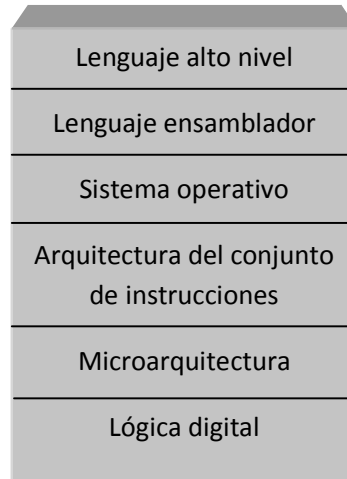 Lenguaje alto nivel
Lenguaje ensamblador
Sistema operativo
Arquitectura del conjunto
de instrucciones
Microarquitectura
Lógica digital